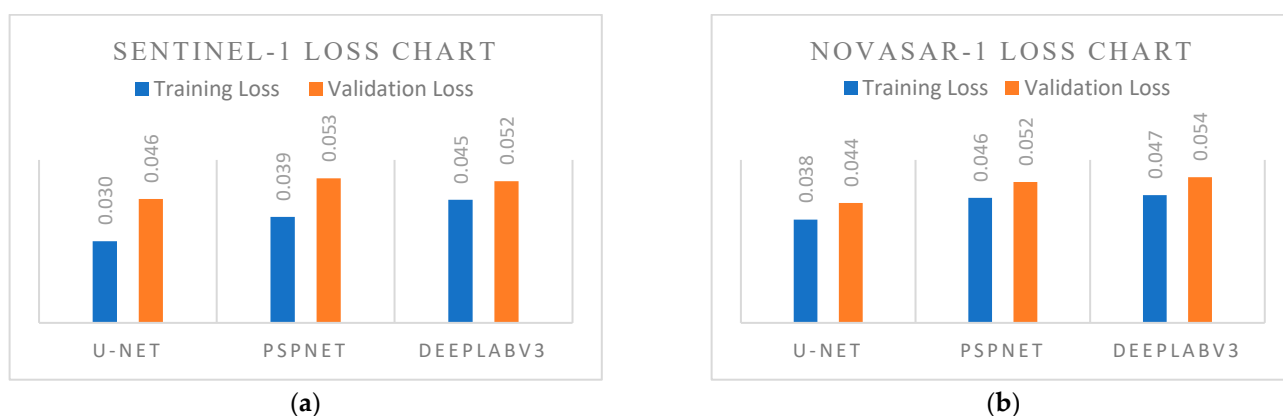 SENTINEL-1 LOSS CHART
Training Loss Validation Loss
0.030
0.046
0.039
0.053
0.045
0.052
U-NET PSPNET DEEPLABV3
(a)
NOVASAR-1 LOSS CHART
Training Loss Validation Loss
0.038
0.044
0.046
0.052
0.047
0.054
U-NET PSPNET DEEPLABV3
(b)